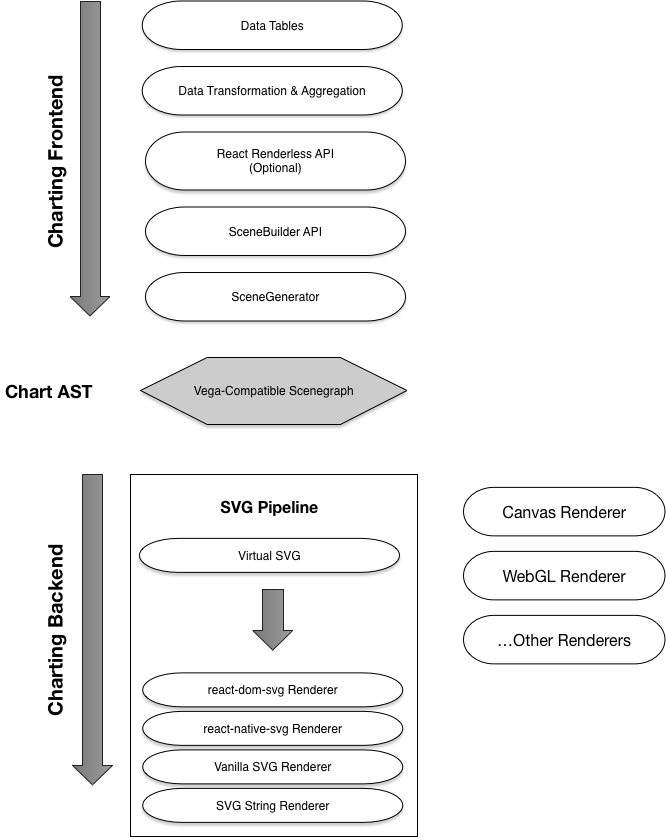 Charting Frontend
Data Tables
Data Transformation & Aggregation
React Renderless API
(Optional)
SceneBuilder API
SceneGenerator
Chart AST
Vega-Compatible Scenegraph
Charting Backend
SVG Pipeline
Virtual SVG
react-dom-svg Renderer
react-native-svg Renderer
Vanilla SVG Renderer
SVG String Renderer
Canvas Renderer
WebGL Renderer
...Other Renderers